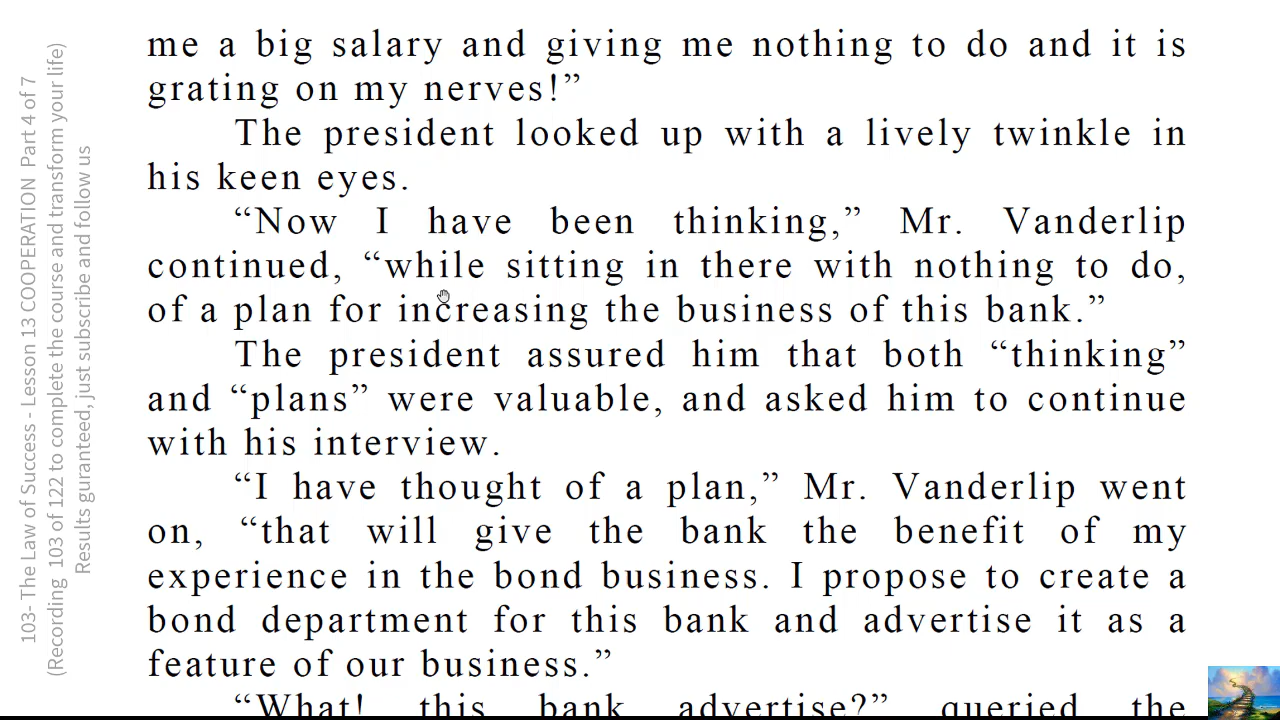 103- The Law of Success - Lesson 13 COOPERATION Part 4 of 7
(Recording 103 of 122 to complete the course and transform your life)
Results guranteed, just subscribe and follow us
me a big salary and giving me nothing to do and it is
grating on my nerves!”
The president looked up with a lively twinkle in
his keen eyes.
“Now I have been thinking,” Mr. Vanderlip
continued, “while sitting in there with nothing to do,
of a plan for increasing the business of this bank.”
The president assured him that both “thinking”
and “plans” were valuable, and asked him to continue
with his interview.
“I have thought of a plan,” Mr. Vanderlip went
on, “that will give the bank the benefit of my
experience in the bond business. I propose to create a
bond department for this bank and advertise it as a
feature of our business.”
“What! this bank advertise?” queried the